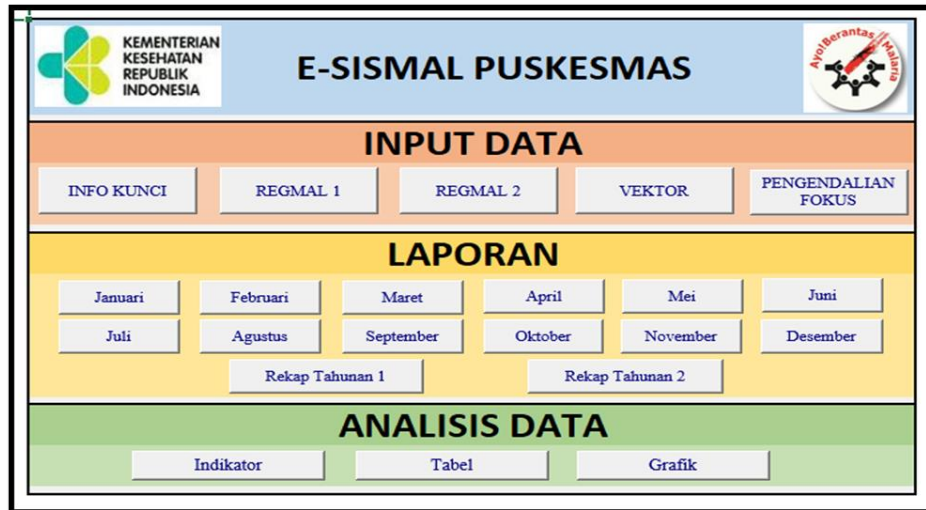 KEMENTERIAN
KESEHATAN
REPUBLIK
INDONESIA
E-SISMAL PUSKESMAS
Ayo!Berantas Malaria
INPUT DATA
INFO KUNCI
REGMAL 1
REGMAL 2
VEKTOR
PENGENDALIAN
FOKUS
LAPORAN
Januari
Februari
Maret
April
Mei
Juni
Juli
Agustus
September
Oktober
November
Desember
Rekap Tahunan 1
Rekap Tahunan 2
ANALISIS DATA
Indikator
Tabel
Grafik